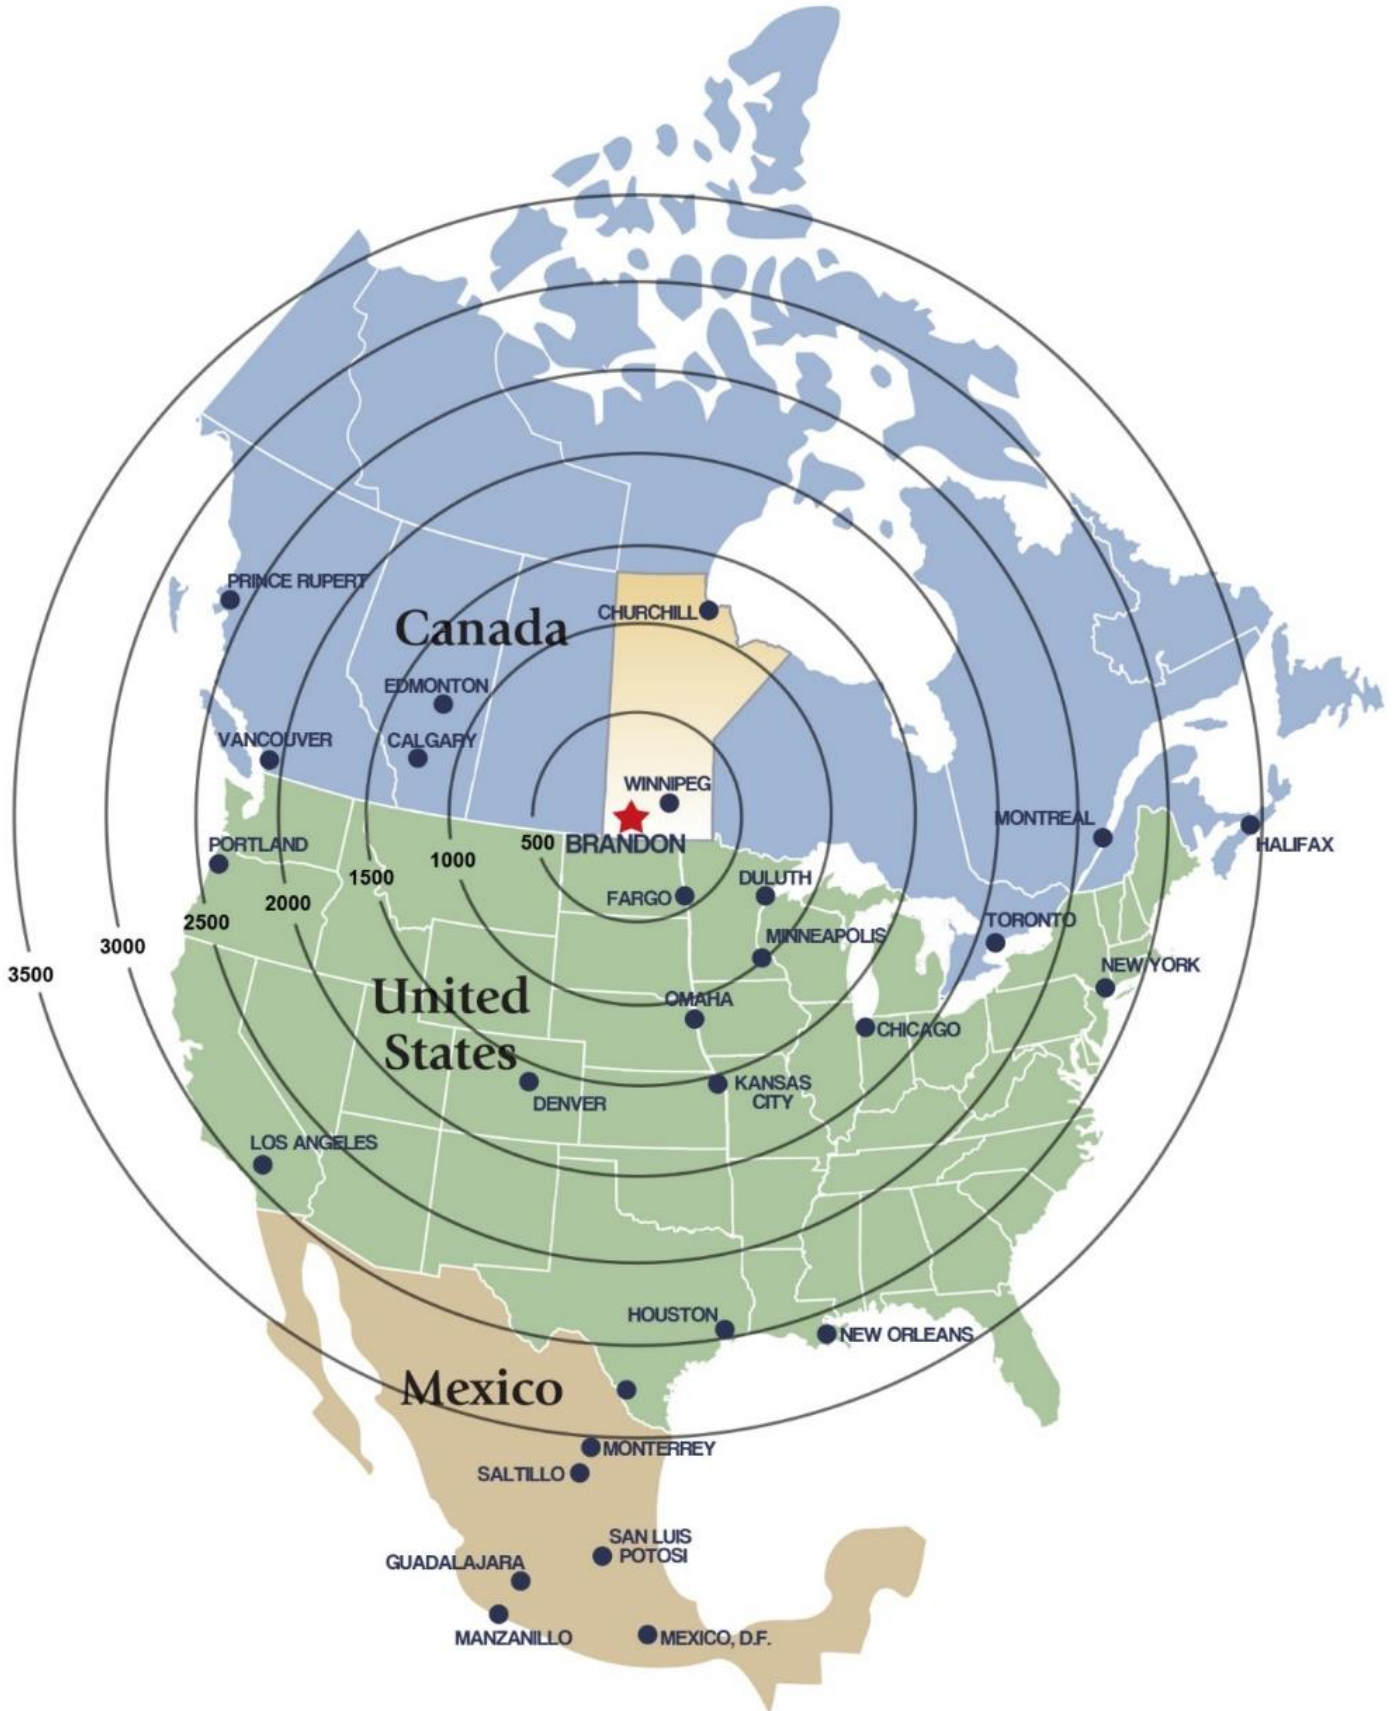 PRINCE RUPERT
CHURCHILL
Canada
EDMONTON
VANCOUVER
CALGARY
WINNIPEG
MONTREAL
BRANDON
HALIFAX
PORTLAND
500
1000
1500
2000
2500
3000
3500
FARGO
DULUTH
TORONTO
MINNEAPOLIS
NEW YORK
United
States
OMAHA
CHICAGO
KANSAS
CITY
DENVER
LOS ANGELES
HOUSTON
NEW ORLEANS
Mexico
MONTERREY
SALTILLO
SAN LUIS
POTOSI
GUADALAJARA
MANZANILLO
MEXICO, D.F.